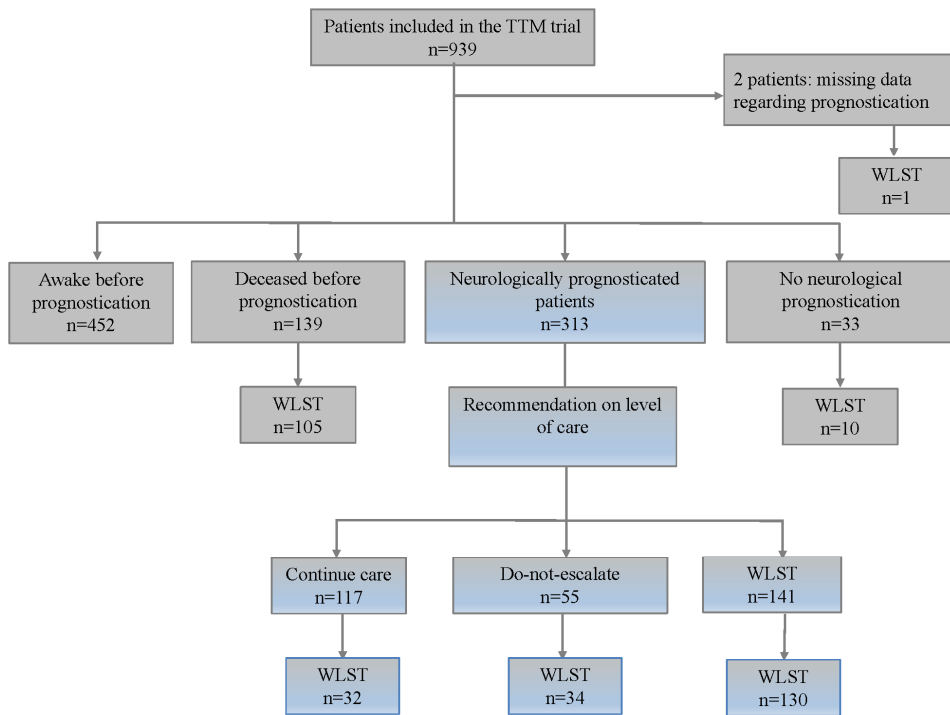 Patients included in the TTM trial
n=939
2 patients: missing data
regarding prognostication
WLST
n=1
Awake before
prognostication
n=452
Deceased before
prognostication
n=139
Neurologically prognosticated
patients
n=313
No neurological
prognostication
n=33
WLST
n=105
Recommendation on level
of care
WLST
n=10
Continue care
n=117
Do-not-escalate
n=55
WLST
n=141
WLST
n=32
WLST
n=34
WLST
n=130